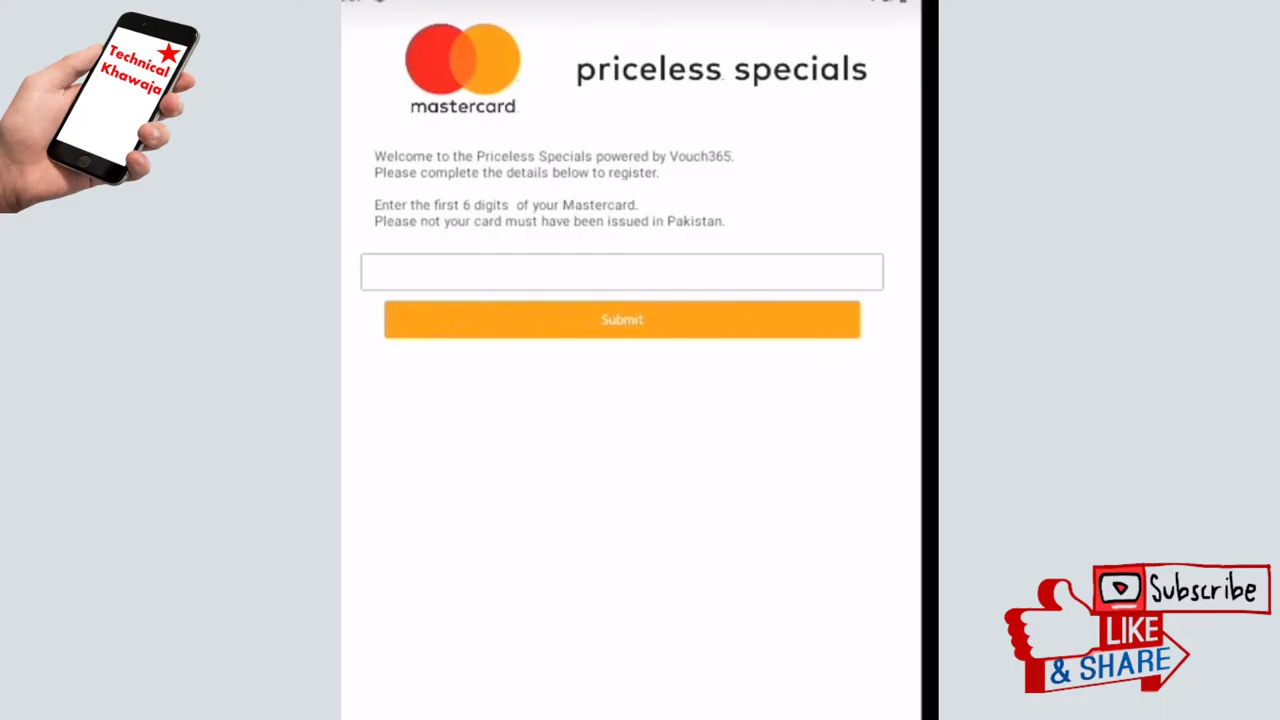 Technical
Khawaja
mastercard
priceless specials
Welcome to the Priceless Specials powered by Vouch365.
Please complete the details below to register.
Enter the first 6 digits of your Mastercard.
Please not your card must have been issued in Pakistan.
Submit
Subscribe
LIKE
& SHARE